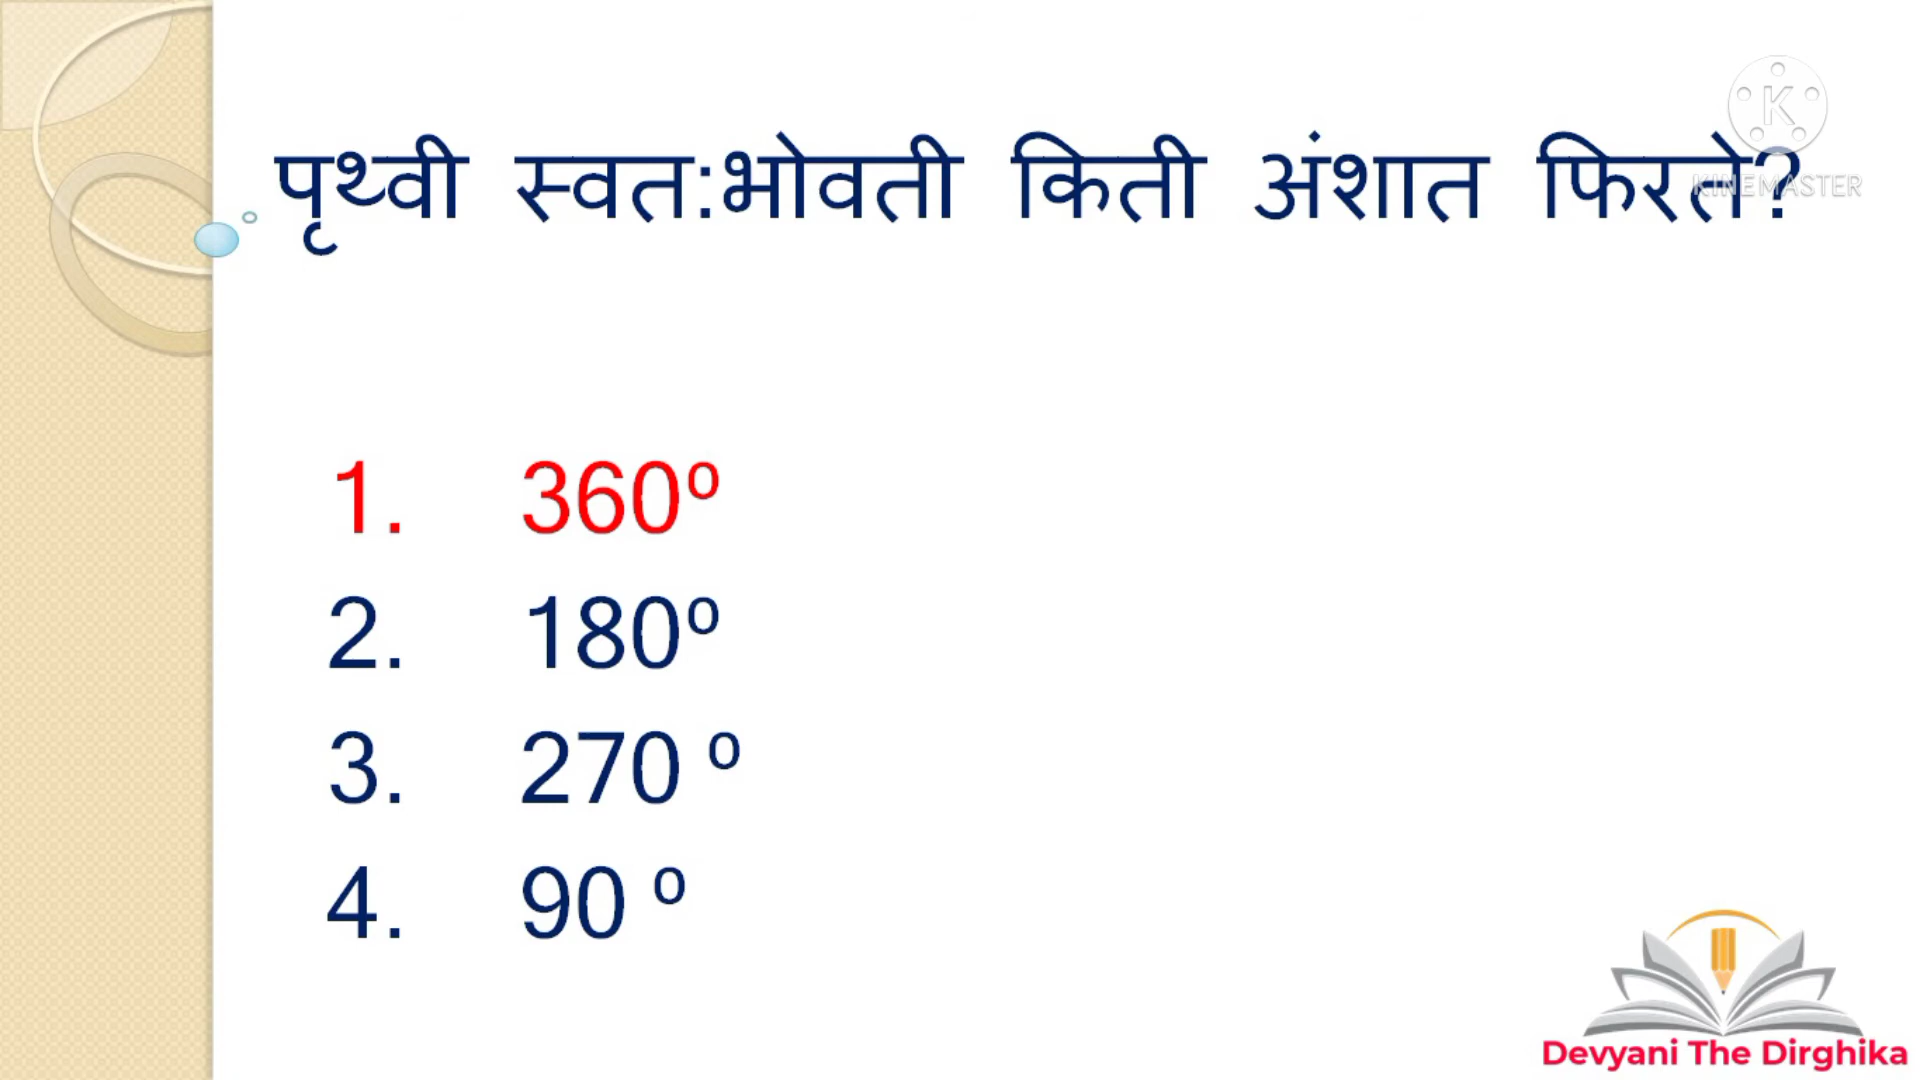 पृथ्वी स्वत:भोवती किती अंशात फिरते?
KINEMASTER
1. 360º
2. 180º
3. 270 º
4. 90 º
Devyani The Dirghika